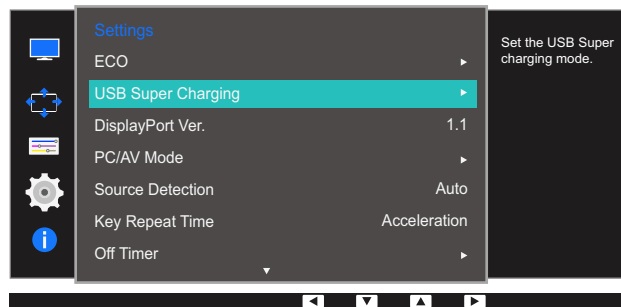 Settings
ECO
USB Super Charging
DisplayPort Ver. 1.1
PC/AV Mode
Source Detection Auto
Key Repeat Time Acceleration
Off Timer
Set the USB Super
charging mode.